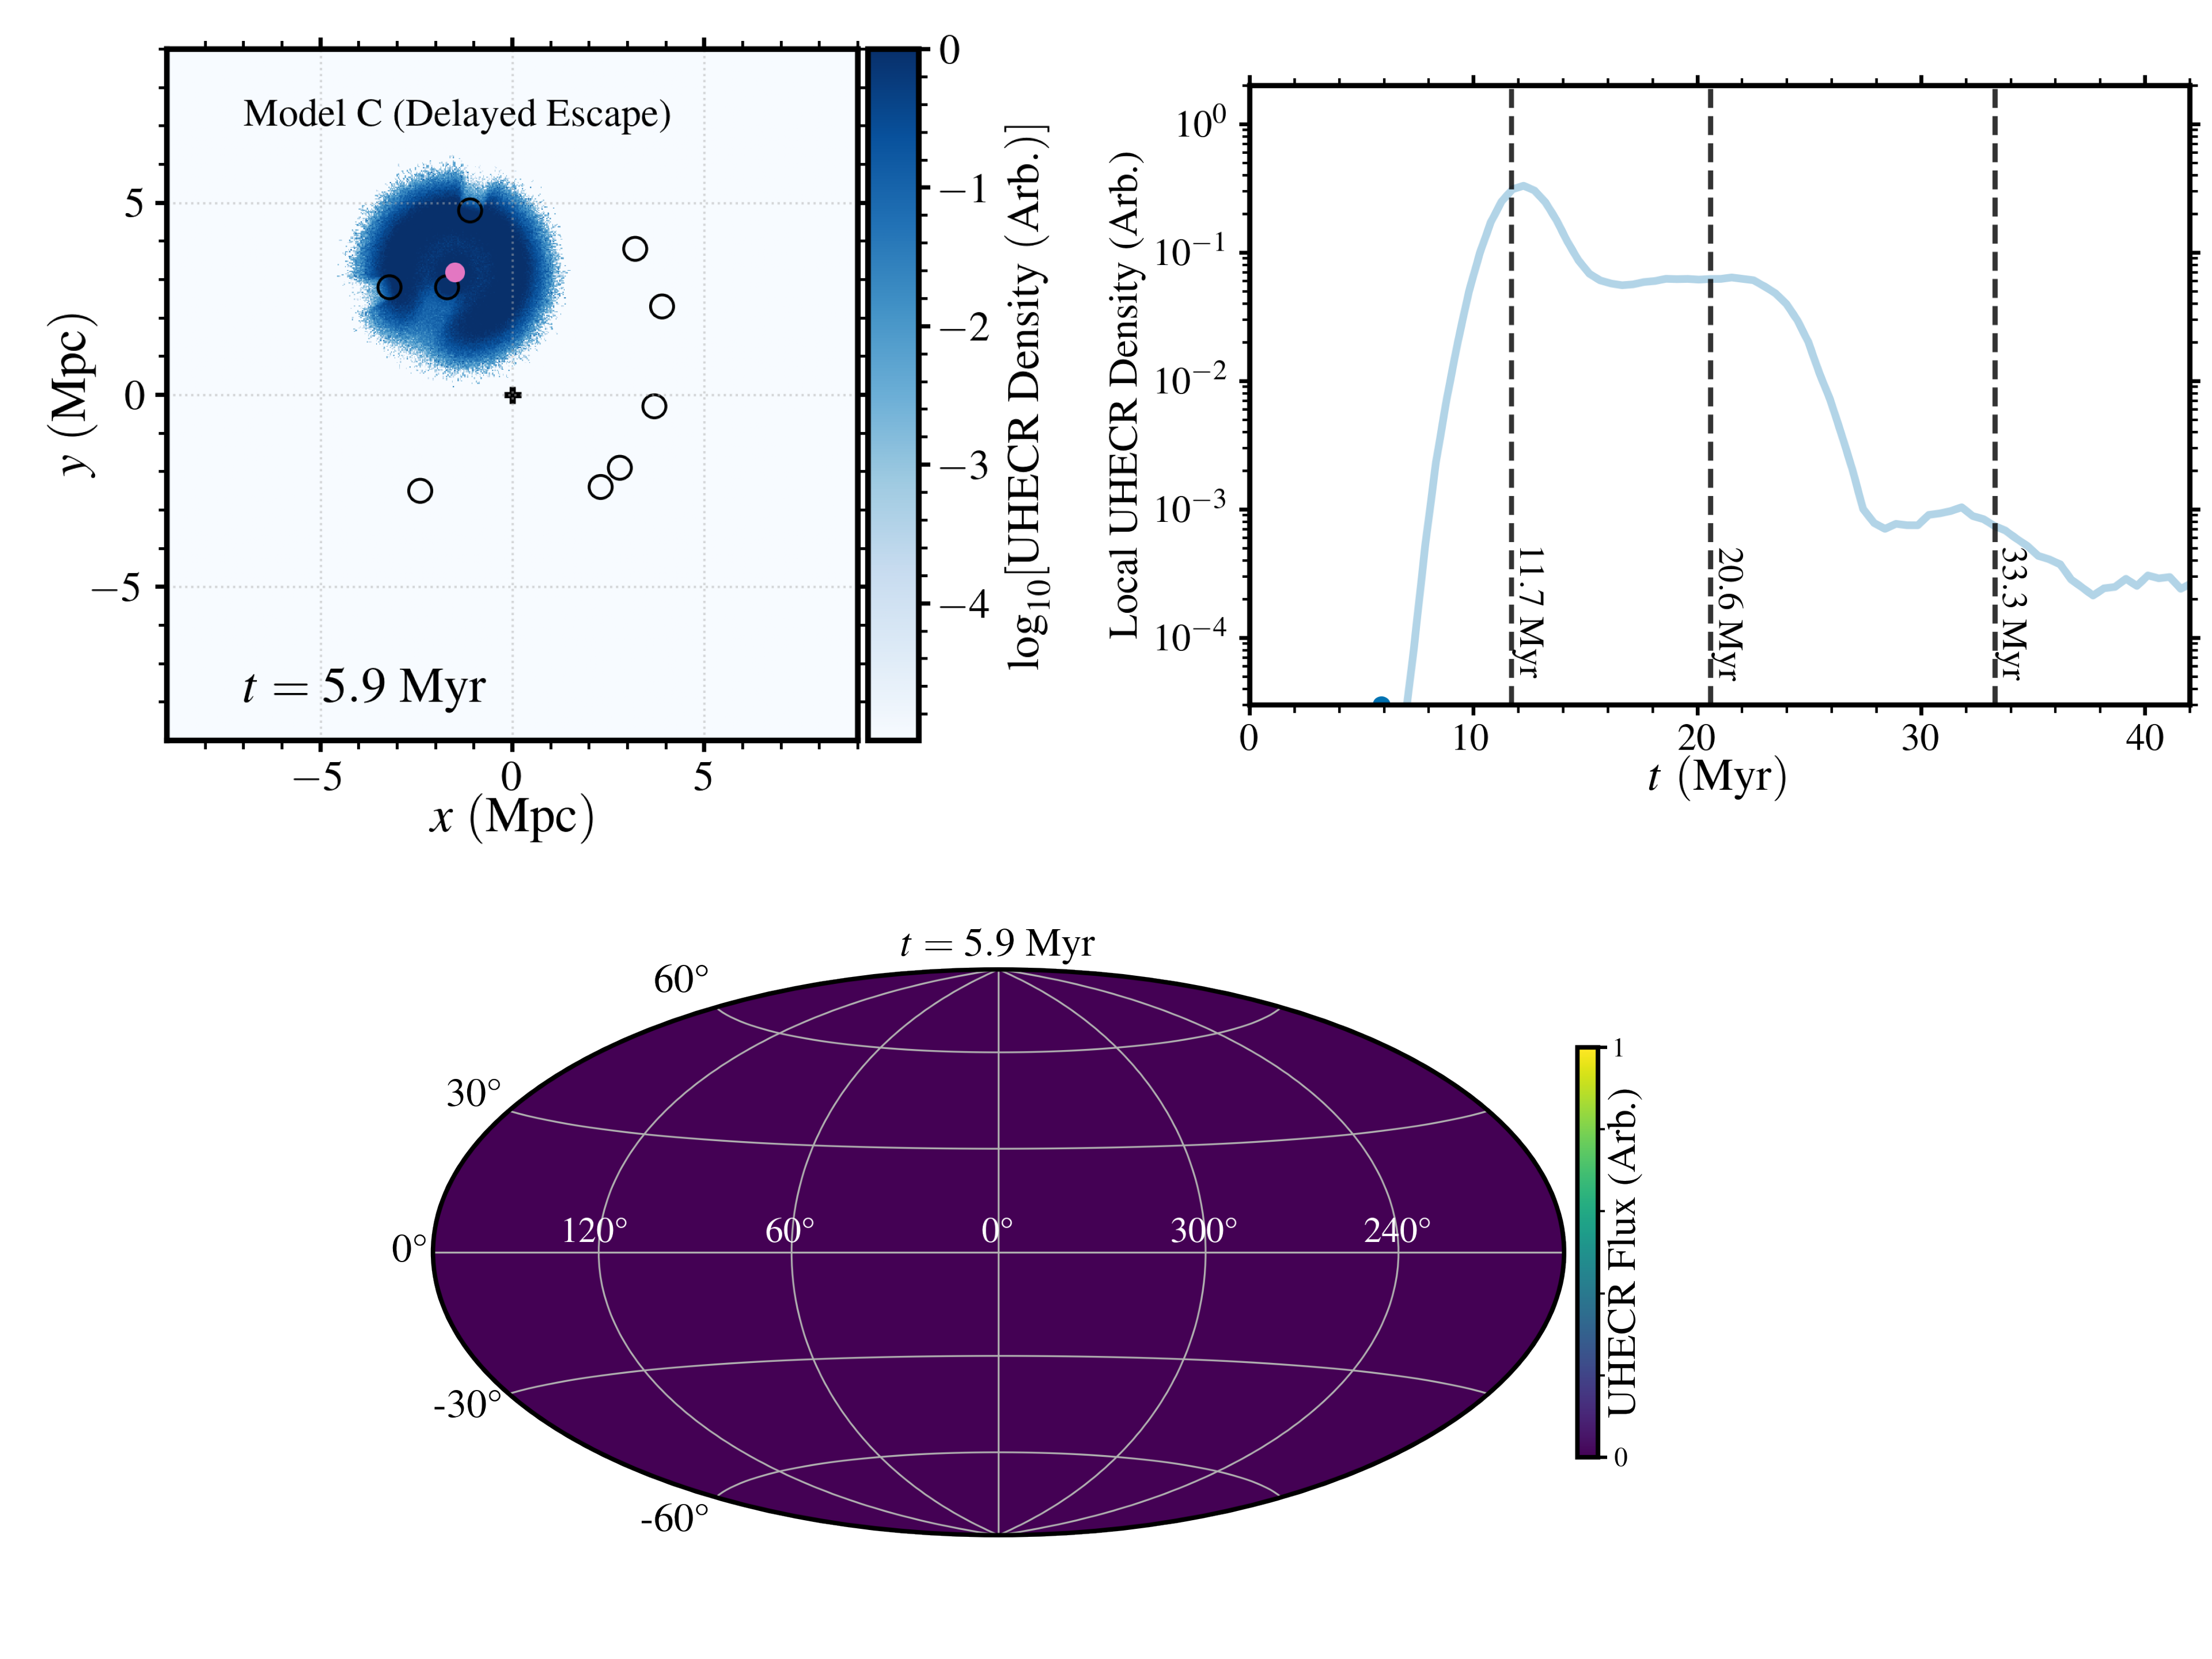 Model C (Delayed Escape)
t = 5.9 Myr
5
0
−5
y (Mpc)
−5
0
5
x (Mpc)
0
−1
−2
−3
−4
log₁₀[UHECR Density (Arb.)]
10⁰
10⁻¹
10⁻²
10⁻³
10⁻⁴
Local UHECR Density (Arb.)
11.7 Myr
20.6 Myr
33.3 Myr
0
10
20
30
40
t (Myr)
t = 5.9 Myr
60°
30°
0°
-30°
-60°
120°
60°
0°
300°
240°
1
0
UHECR Flux (Arb.)